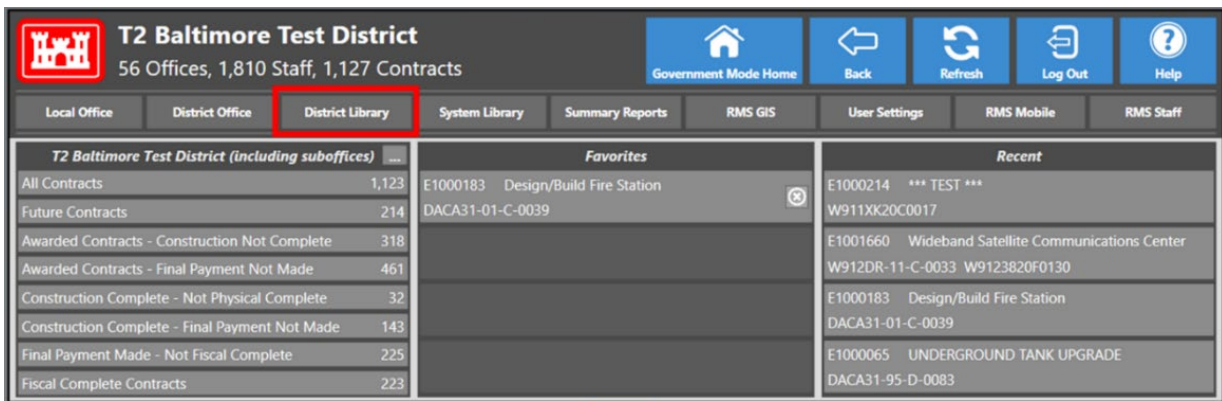 T2 Baltimore Test District
56 Offices, 1,810 Staff, 1,127 Contracts
Government Mode Home
Back
Refresh
Log Out
Help
Local Office
District Office
District Library
System Library
Summary Reports
RMS GIS
User Settings
RMS Mobile
RMS Staff
T2 Baltimore Test District (including suboffices) ...
All Contracts 1,123
Future Contracts 214
Awarded Contracts - Construction Not Complete 318
Awarded Contracts - Final Payment Not Made 461
Construction Complete - Not Physical Complete 32
Construction Complete - Final Payment Not Made 143
Final Payment Made - Not Fiscal Complete 225
Fiscal Complete Contracts 223
Favorites
E1000183 Design/Build Fire Station
DACA31-01-C-0039
Recent
E1000214 *** TEST ***
W911XK20C0017
E1001660 Wideband Satellite Communications Center
W912DR-11-C-0033 W9123820F0130
E1000183 Design/Build Fire Station
DACA31-01-C-0039
E1000065 UNDERGROUND TANK UPGRADE
DACA31-95-D-0083